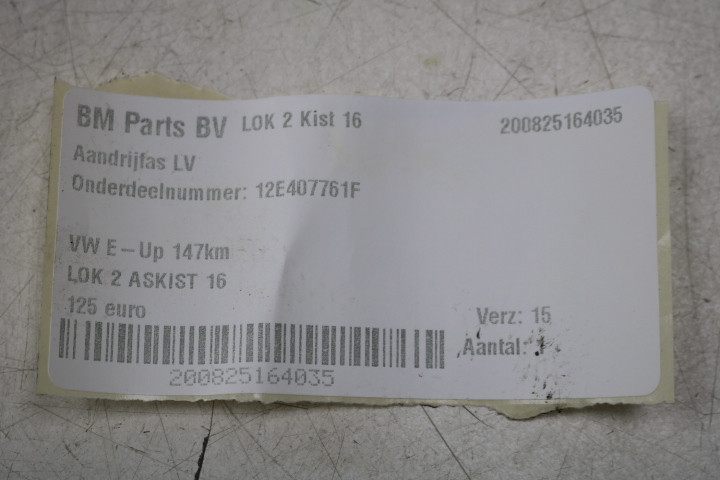 BM Parts BV LOK 2 Kist 16 200825164035
Aandrijfas LV
Onderdeelnummer: 12E407761F
VW E-Up 147km
LOK 2 ASKIST 16
125 euro
Verz: 15
Aantal: 1
200825164035